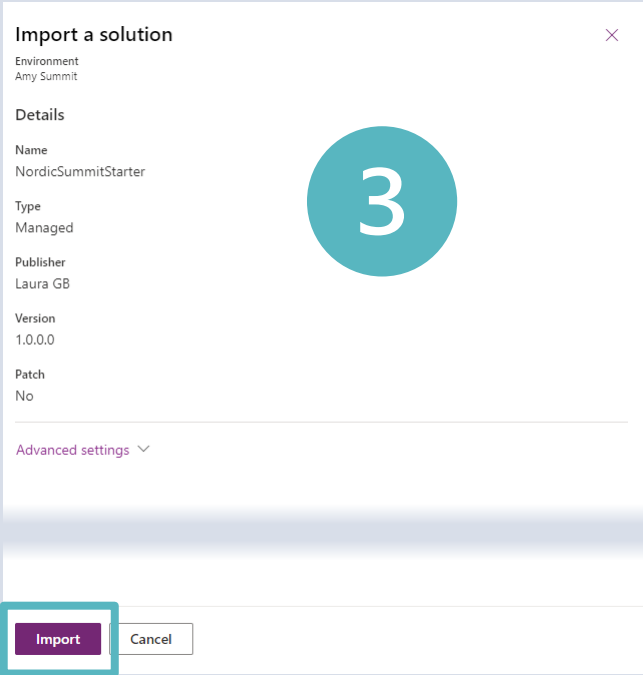 Import a solution
Environment
Amy Summit
Details
Name
NordicSummitStarter
Type
Managed
Publisher
Laura GB
Version
1.0.0.0
Patch
No
3
Advanced settings
Import
Cancel